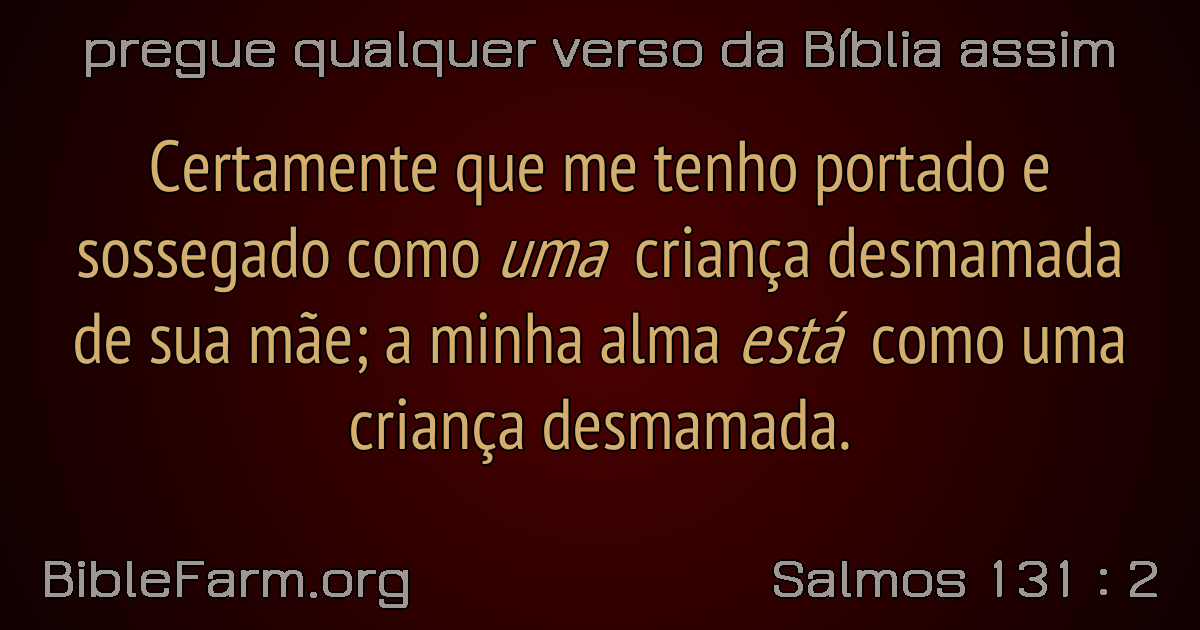 pregue qualquer verso da Bíblia assim
Certamente que me tenho portado e
sossegado como uma criança desmamada
de sua mãe; a minha alma está como uma
criança desmamada.
BibleFarm.org
Salmos 131 : 2